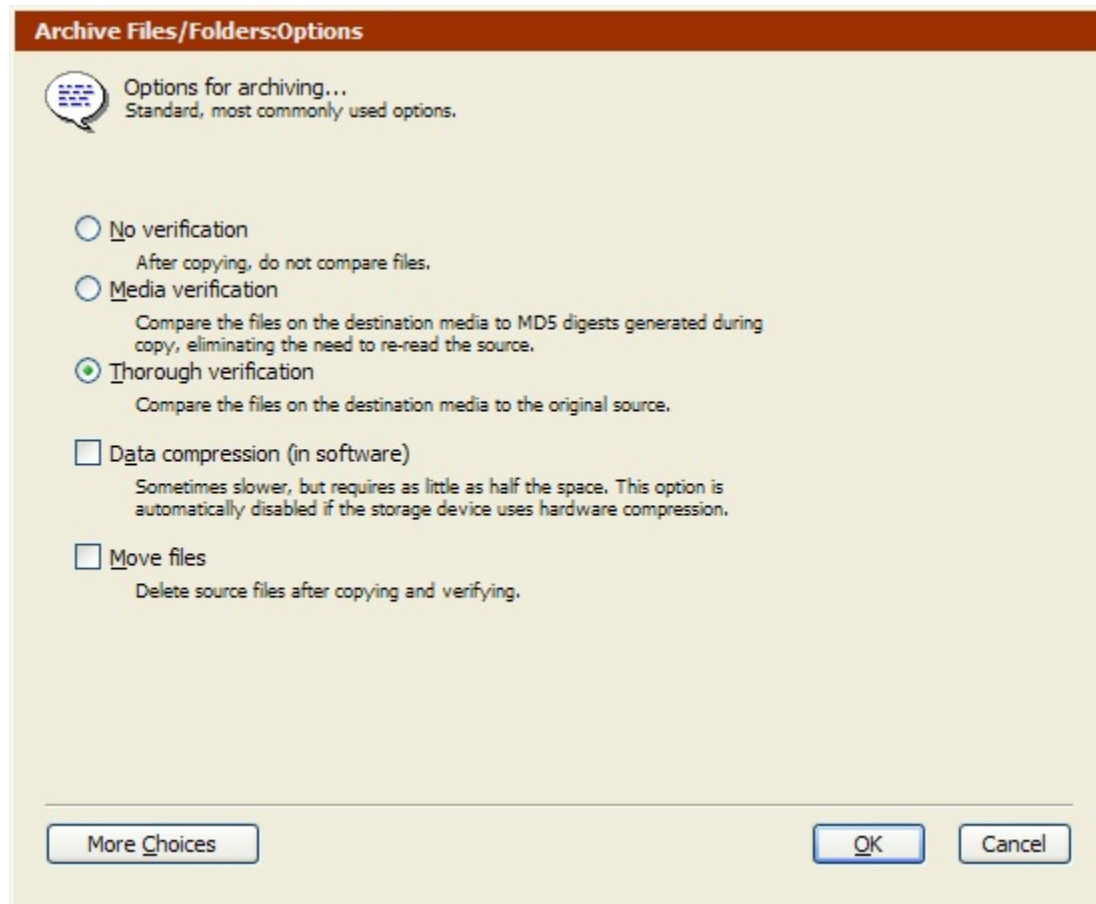 Archive Files/Folders:Options
Options for archiving...
Standard, most commonly used options.
No verification
After copying, do not compare files.
Media verification
Compare the files on the destination media to MD5 digests generated during
copy, eliminating the need to re-read the source.
Thorough verification
Compare the files on the destination media to the original source.
Data compression (in software)
Sometimes slower, but requires as little as half the space. This option is
automatically disabled if the storage device uses hardware compression.
Move files
Delete source files after copying and verifying.
More Choices
OK
Cancel